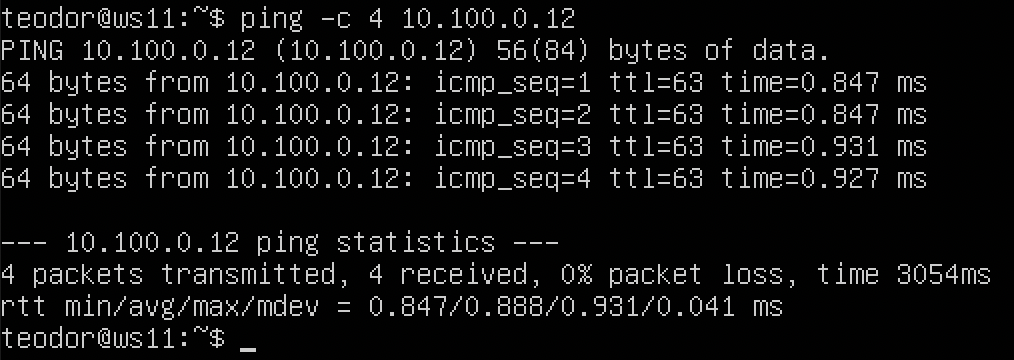 teodor@ws11:~$ ping -c 4 10.100.0.12
PING 10.100.0.12 (10.100.0.12) 56(84) bytes of data.
64 bytes from 10.100.0.12: icmp_seq=1 ttl=63 time=0.847 ms
64 bytes from 10.100.0.12: icmp_seq=2 ttl=63 time=0.847 ms
64 bytes from 10.100.0.12: icmp_seq=3 ttl=63 time=0.931 ms
64 bytes from 10.100.0.12: icmp_seq=4 ttl=63 time=0.927 ms
--- 10.100.0.12 ping statistics ---
4 packets transmitted, 4 received, 0% packet loss, time 3054ms
rtt min/avg/max/mdev = 0.847/0.888/0.931/0.041 ms
teodor@ws11:~$ _